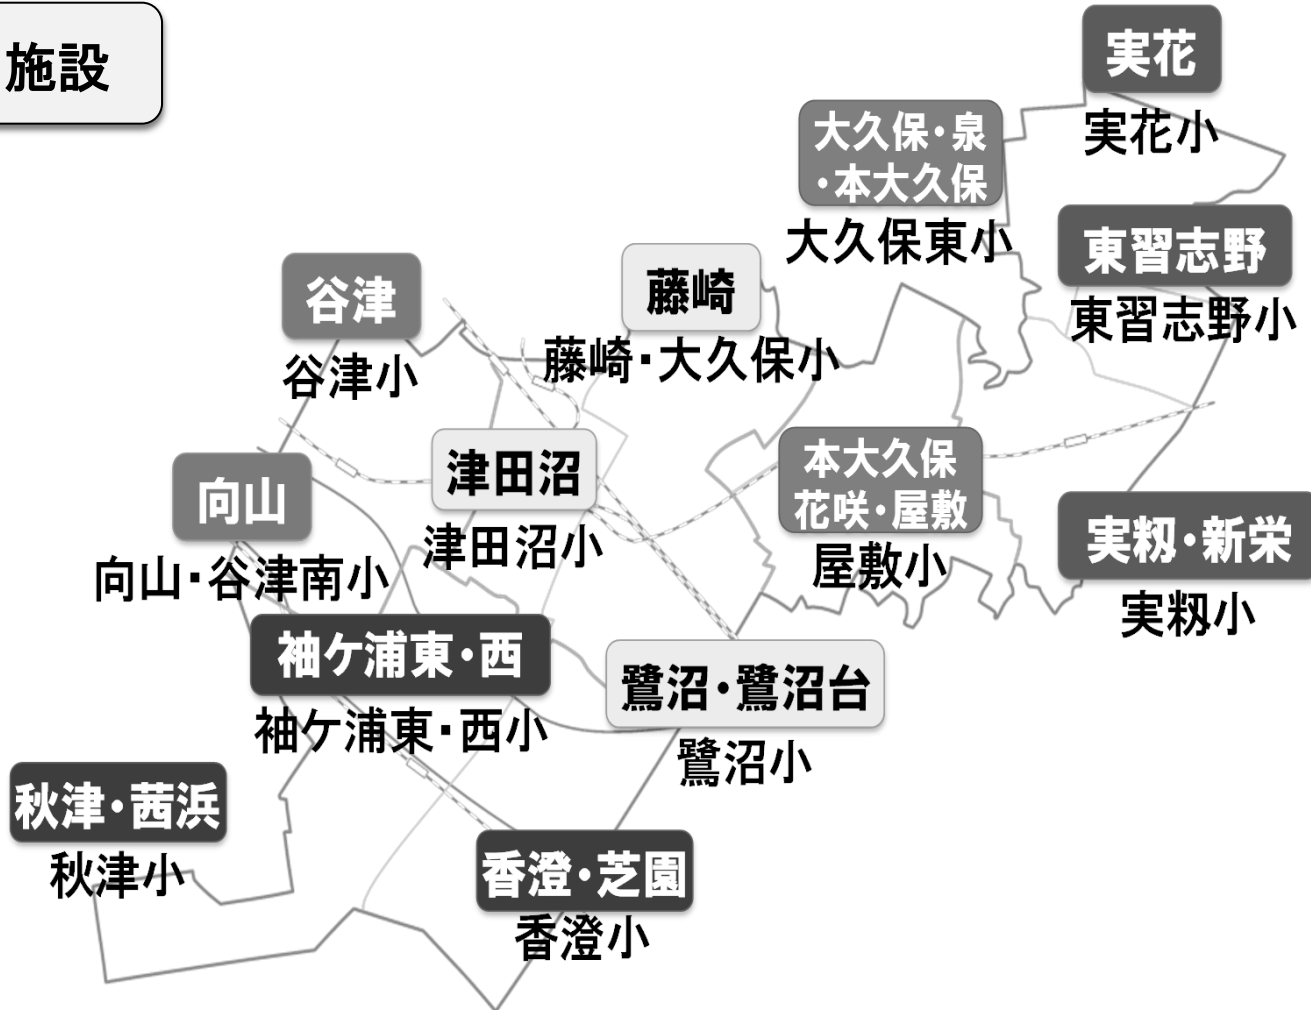 施設
実花
実花小
大久保・泉
・本大久保
大久保東小
東習志野
東習志野小
谷津
谷津小
藤崎
藤崎・大久保小
津田沼
津田沼小
本大久保
花咲・屋敷
屋敷小
向山
向山・谷津南小
実籾・新栄
実籾小
袖ケ浦東・西
袖ケ浦東・西小
鷺沼・鷺沼台
鷺沼小
秋津・茜浜
秋津小
香澄・芝園
香澄小